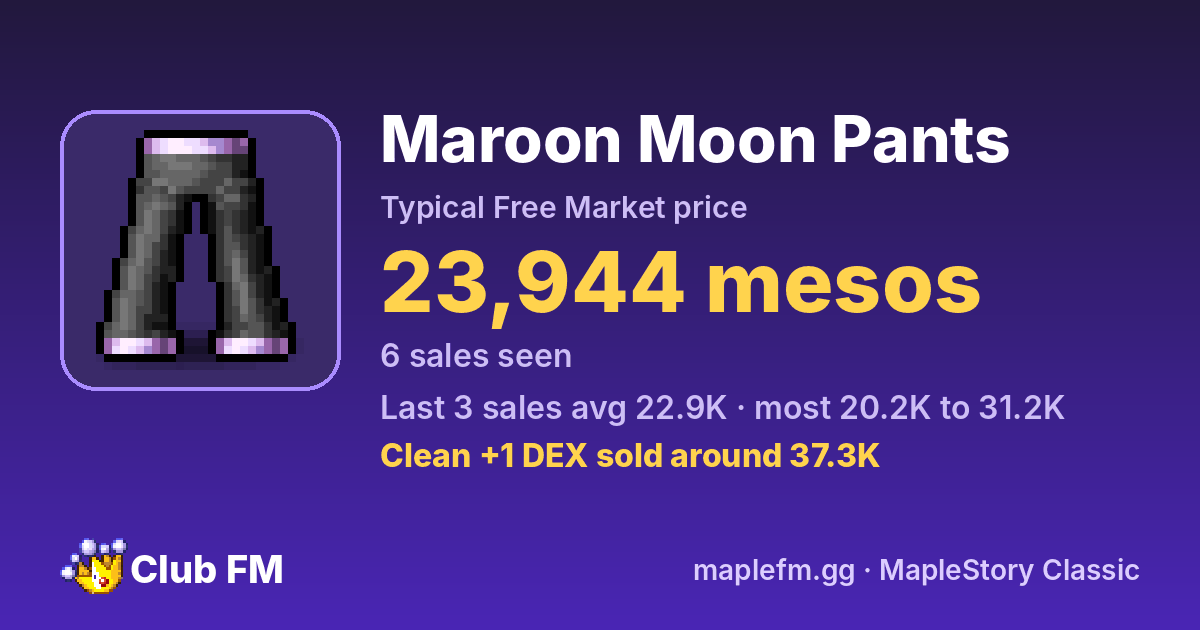 Maroon Moon Pants
Typical Free Market price
23,944 mesos
6 sales seen
Last 3 sales avg 22.9K · most 20.2K to 31.2K
Clean +1 DEX sold around 37.3K
Club FM
maplefm.gg · MapleStory Classic